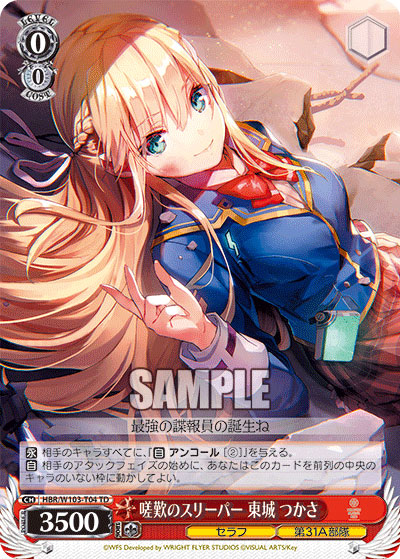 LEVEL
0
0
COST
SAMPLE
最強の諜報員の誕生ね
永 相手のキャラすべてに、『自 アンコール [②]』を与える。
自 相手のアタックフェイズの始めに、あなたはこのカードを前列の中央の
キャラのいない枠に動かしてよい。
CH HBR/W103-T04 TD
3500
嗟歎のスリーパー 東城 つかさ
セラフ
第31A部隊
©WFS Developed by WRIGHT FLYER STUDIOS ©VISUAL ARTS/Key